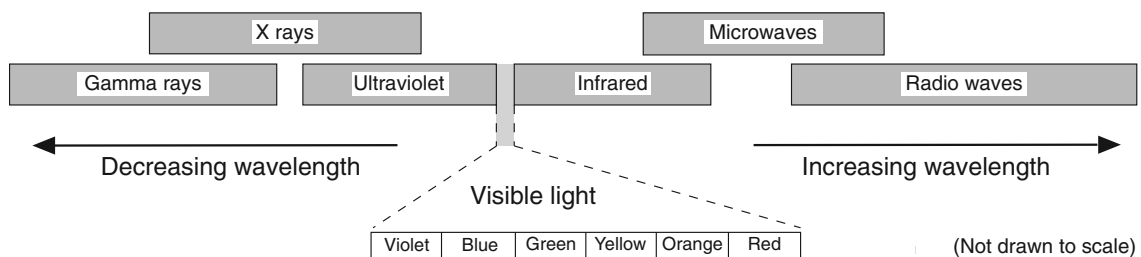 X rays
Microwaves
Gamma rays
Ultraviolet
Infrared
Radio waves
Decreasing wavelength
Increasing wavelength
Visible light
Violet Blue Green Yellow Orange Red
(Not drawn to scale)